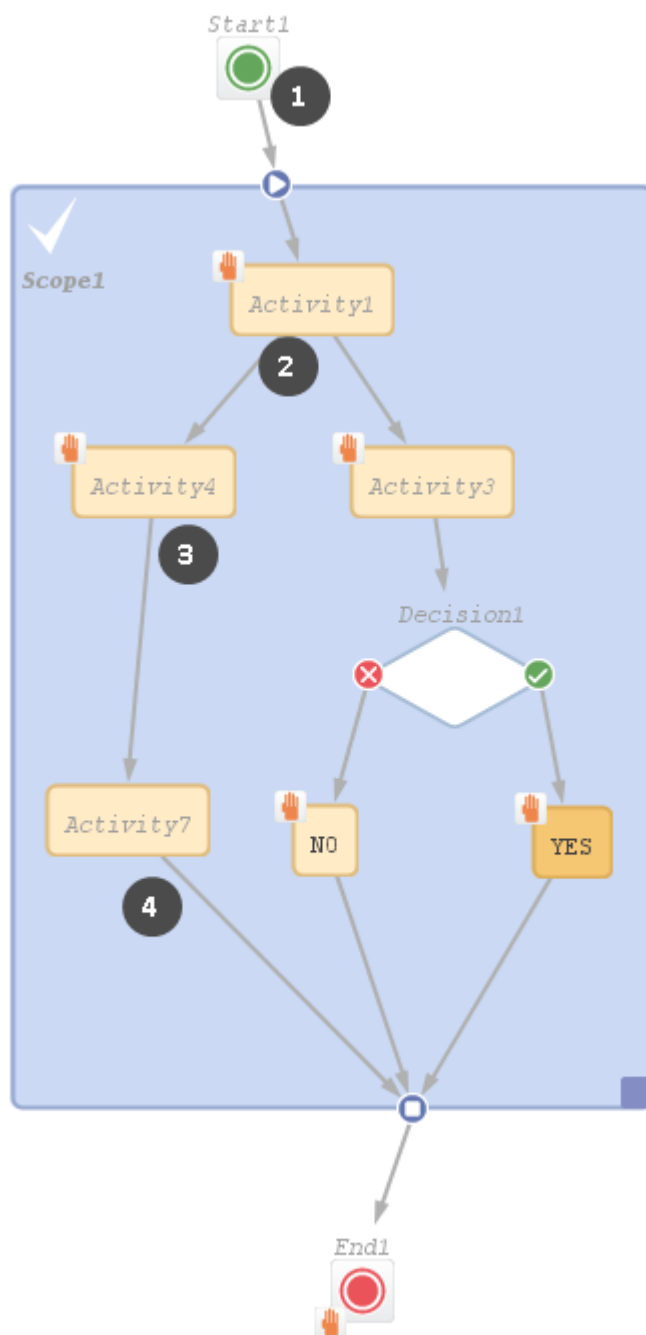 Start1
1
Scope1
Activity1
2
Activity4
Activity3
3
Decision1
Activity7
NO
YES
4
End1